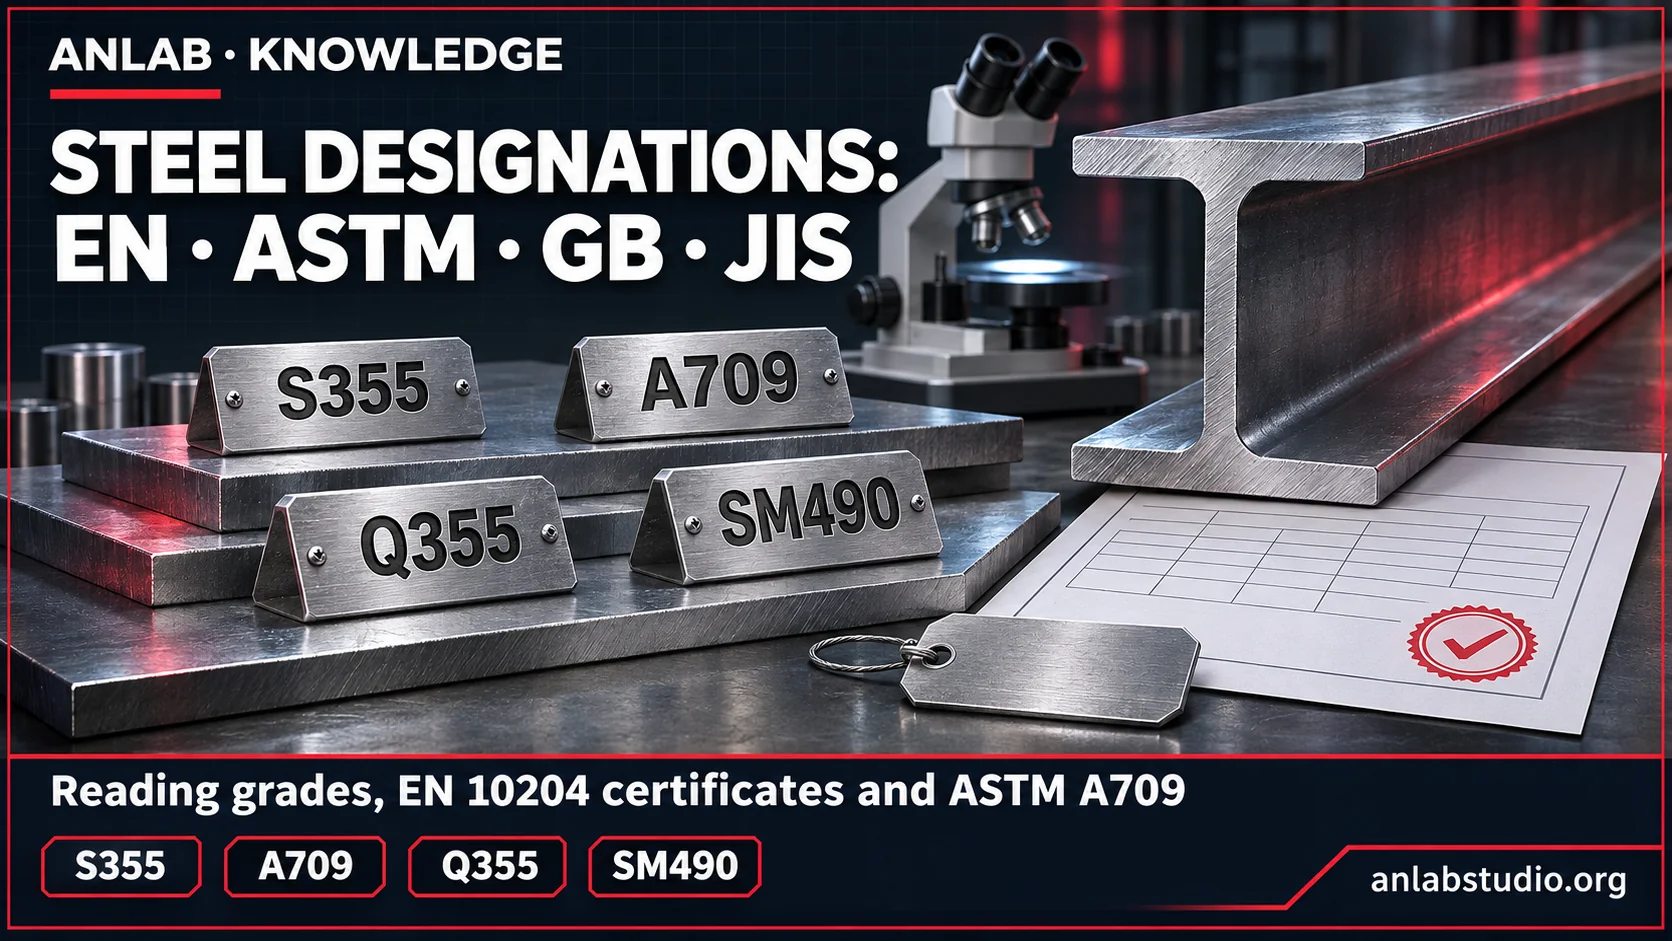 ANLAB · KNOWLEDGE
STEEL DESIGNATIONS:
EN · ASTM · GB · JIS
S355
A709
Q355
SM490
Reading grades, EN 10204 certificates and ASTM A709
S355
A709
Q355
SM490
anlabstudio.org